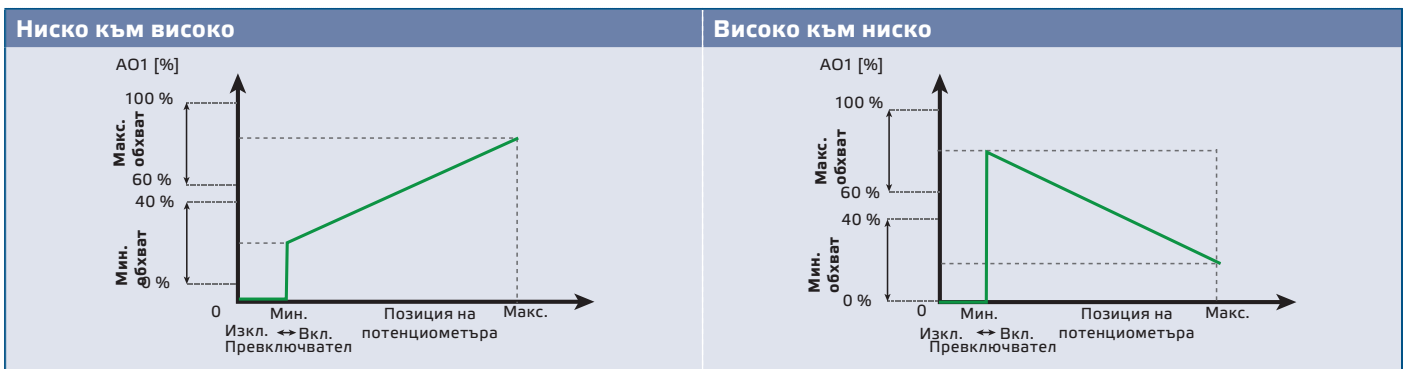 Ниско към високо
AO1 [%]
100 %
Макс.
обхват
60 %
40 %
Мин.
обхват
0 %
0
Мин.
Позиция на
потенциометъра
Макс.
Изкл. ↔ Вкл.
Превключвател
Високо към ниско
AO1 [%]
100 %
Макс.
обхват
60 %
40 %
Мин.
обхват
0 %
0
Мин.
Позиция на
потенциометъра
Макс.
Изкл. ↔ Вкл.
Превключвател